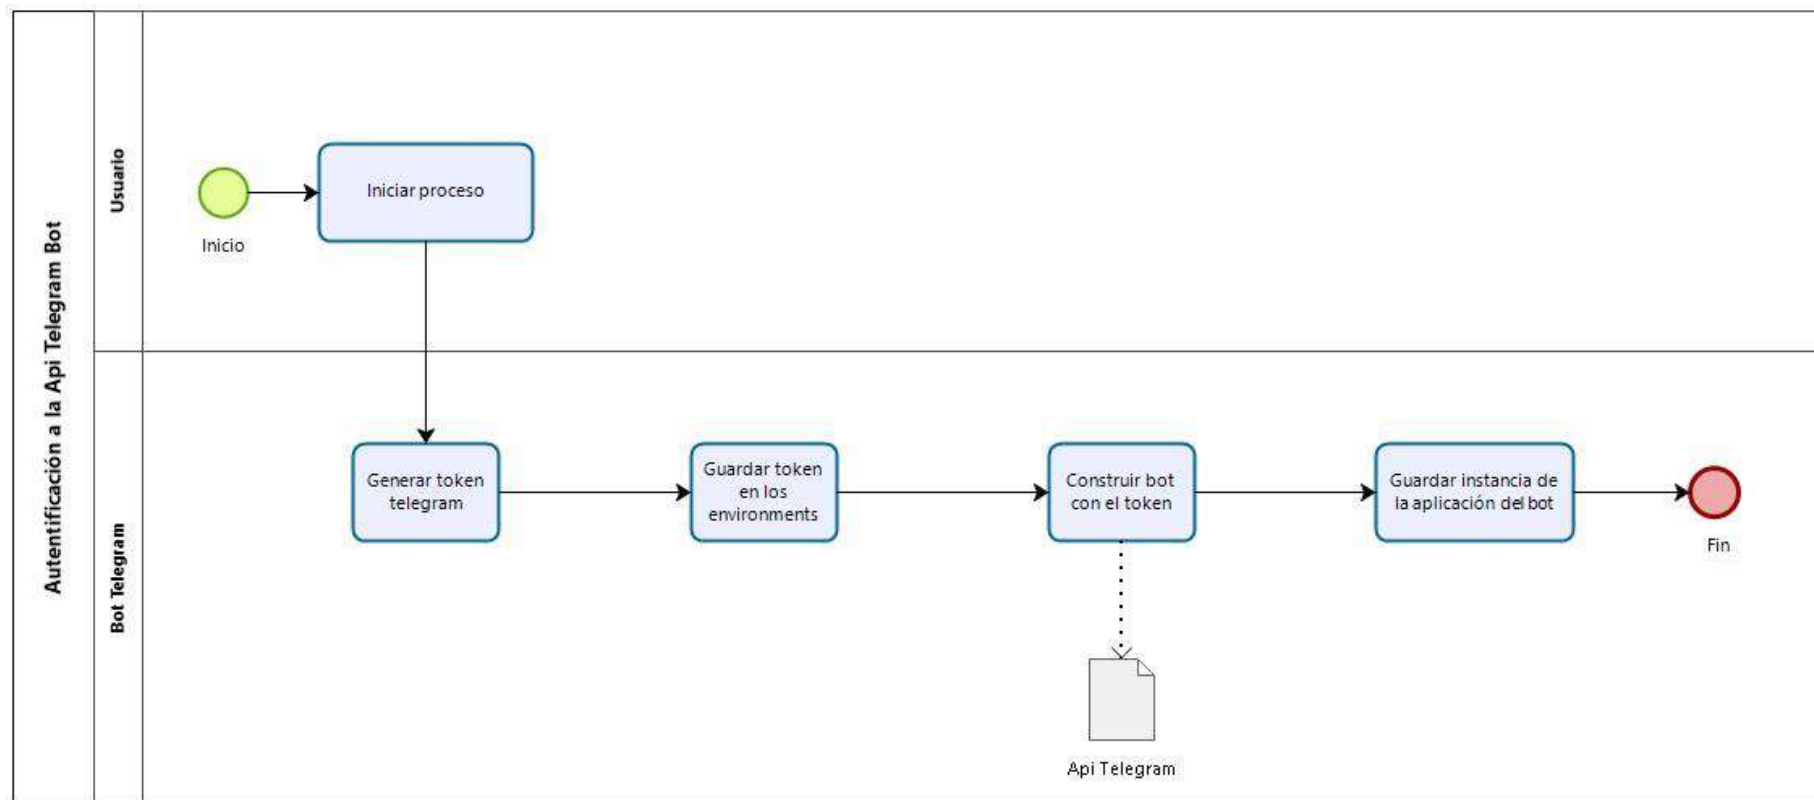 Autentificación a la Api Telegram Bot
Usuario
Inicio
Iniciar proceso
Bot Telegram
Generar token
telegram
Guardar token
en los
environments
Construir bot
con el token
Guardar instancia de
la aplicación del bot
Fin
Api Telegram